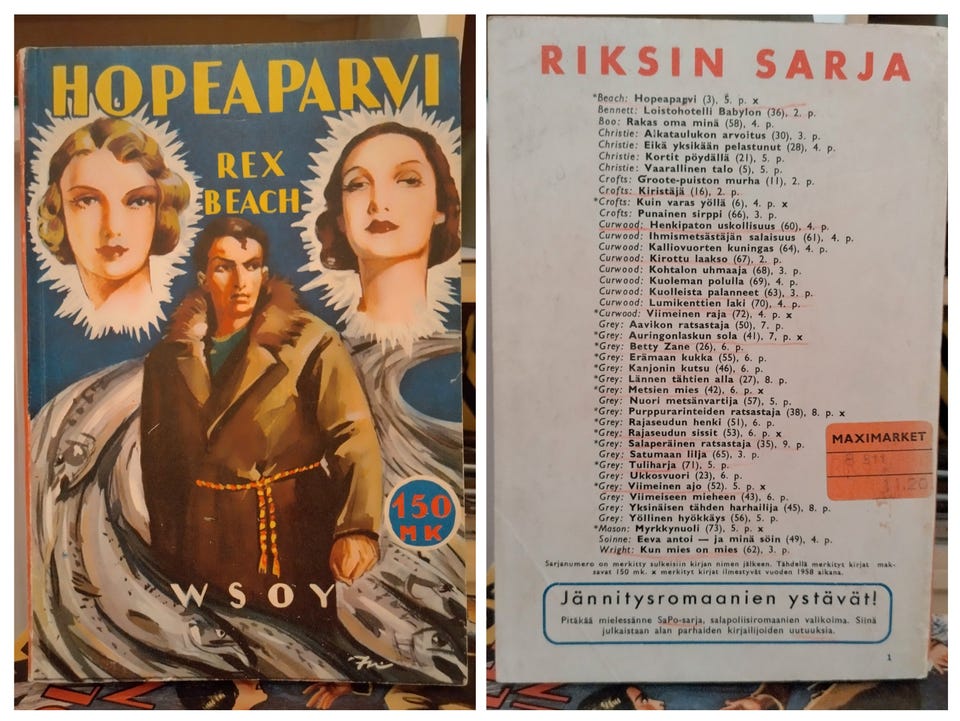 HOPEAPARVI
REX
BEACH
150
MK
WSOY
RIKSIN SARJA
*Beach: Hopeapagvi (3), 5. p. x
Bennett: Loistohotelli Babylon (36), 2. p.
Boo: Rakas oma minä (58), 4. p.
Christie: Aikataulukon arvoitus (30), 3. p.
Christie: Eikä yksikään pelastunut (28), 4. p.
Christie: Kortit pöydällä (21), 5. p.
Christie: Vaarallinen talo (5), 5. p.
Crofts: Groote-puiston murha (11), 2. p.
Crofts: Kiristäjä (16), 2. p.
*Crofts: Kuin varas yöllä (6), 4. p. x
Crofts: Punainen sirppi (66), 3. p.
Curwood: Henkipaton uskollisuus (60), 4. p.
Curwood: Ihmismetsästäjän salaisuus (61), 4. p.
Curwood: Kalliovuorten kuningas (64), 4. p.
Curwood: Kirottu laakso (67), 2. p.
Curwood: Kohtalon uhmaaja (68), 3. p.
Curwood: Kuoleman polulla (69), 4. p.
Curwood: Kuolleista palanneet (63), 3. p.
Curwood: Lumikenttien laki (70), 4. p.
*Curwood: Viimeinen raja (72), 4. p. x
Grey: Aavikon ratsastaja (50), 7. p.
*Grey: Auringonlaskun sola (41), 7, p. x
*Grey: Betty Zane (26), 6. p.
*Grey: Erämaan kukka (55), 6. p.
*Grey: Kanjonin kutsu (46), 6. p.
*Grey: Lännen tähtien alla (27), 8. p.
*Grey: Metsien mies (42), 6. p. x
Grey: Nuori metsänvartija (57), 5. p.
*Grey: Purppurarinteiden ratsastaja (38), 8. p. x
*Grey: Rajaseudun henki (51), 6. p.
*Grey: Rajaseudun sissit (53), 6. p. x
*Grey: Salaperäinen ratsastaja (35), 9. p.
Grey: Satumaan lilja (65), 3. p.
*Grey: Tuliharja (71), 5. p.
Grey: Ukkosvuori (23), 6. p.
*Grey: Viimeinen ajo (52), 5. p. x
Grey: Viimeiseen mieheen (43), 6. p.
Grey: Yksinäisen tähden harhailija (45), 8. p.
Grey: Yöllinen hyökkäys (56), 5. p.
*Mason: Myrkkynuoli (73), 5. p. x
Soinne: Eeva antoi — ja minä söin (49), 4. p.
Wright: Kun mies on mies (62), 3. p.
MAXIMARKET
11.20
Sarjanumero on merkitty sulkeisiin kirjan nimen jälkeen. Tähdellä merkityt kirjat mak-
savat 150 mk. x merkityt kirjat ilmestyvät vuoden 1958 aikana.
Jännitysromaanien ystävät!
Pitäkää mielessänne SaPo-sarja, salapoliisiromaanien valikoima. Siinä
julkaistaan alan parhaiden kirjailijoiden uutuuksia.
1